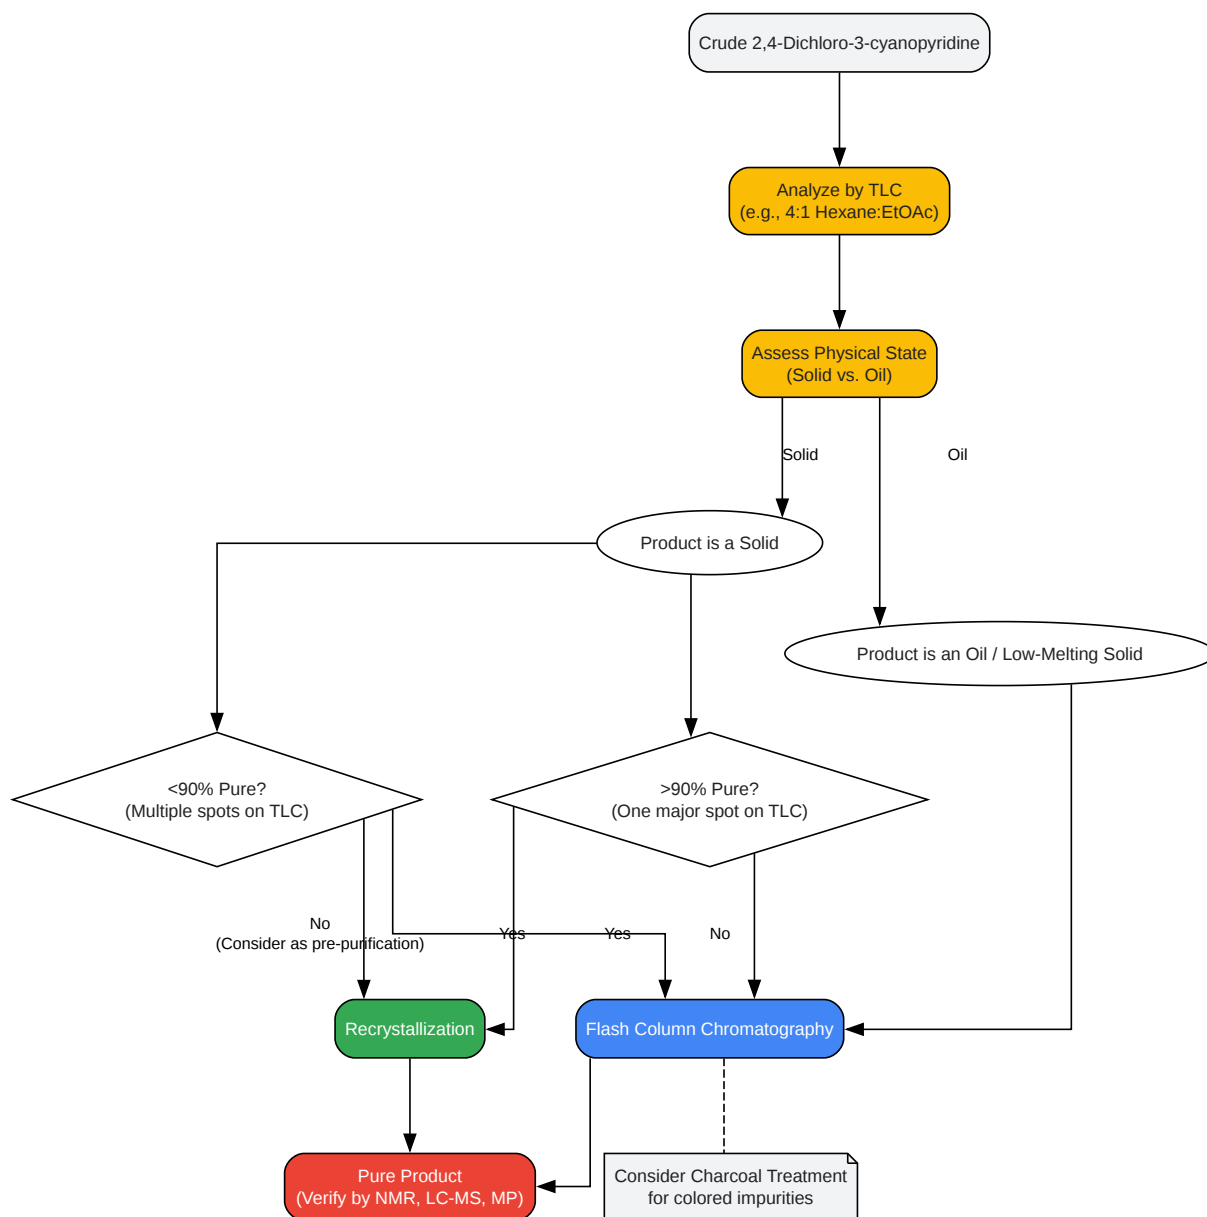 Crude 2,4-Dichloro-3-cyanopyridine
Analyze by TLC
(e.g., 4:1 Hexane:EtOAc)
Assess Physical State
(Solid vs. Oil)
Solid
Oil
Product is a Solid
Product is an Oil / Low-Melting Solid
<90% Pure?
(Multiple spots on TLC)
>90% Pure?
(One major spot on TLC)
No
(Consider as pre-purification)
Yes
Yes
No
Recrystallization
Flash Column Chromatography
Pure Product
(Verify by NMR, LC-MS, MP)
Consider Charcoal Treatment
for colored impurities